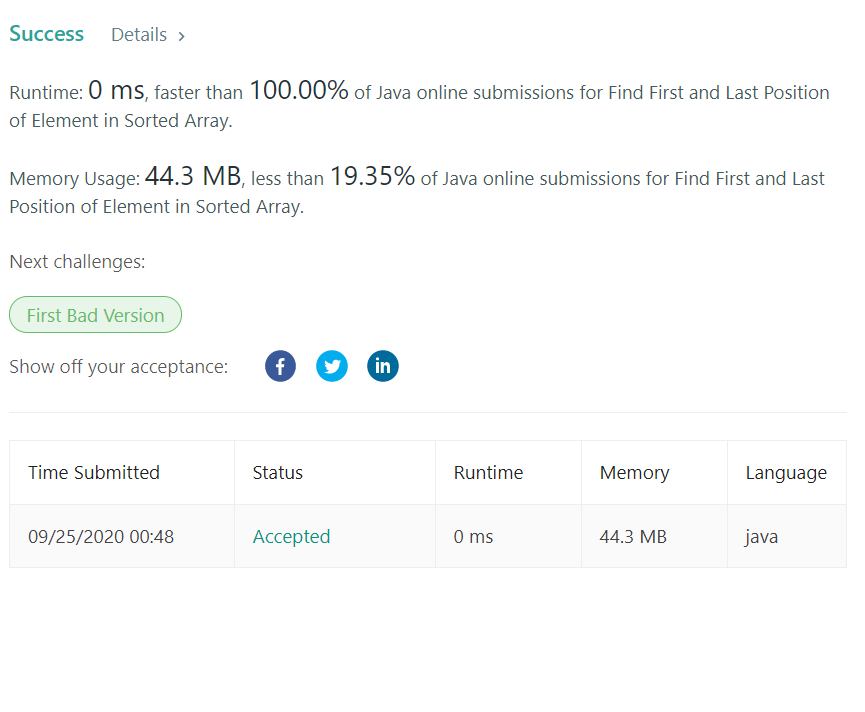 Success Details >
Runtime: 0 ms, faster than 100.00% of Java online submissions for Find First and Last Position
of Element in Sorted Array.
Memory Usage: 44.3 MB, less than 19.35% of Java online submissions for Find First and Last
Position of Element in Sorted Array.
Next challenges:
First Bad Version
Show off your acceptance: f in
Time Submitted Status Runtime Memory Language
09/25/2020 00:48 Accepted 0 ms 44.3 MB java